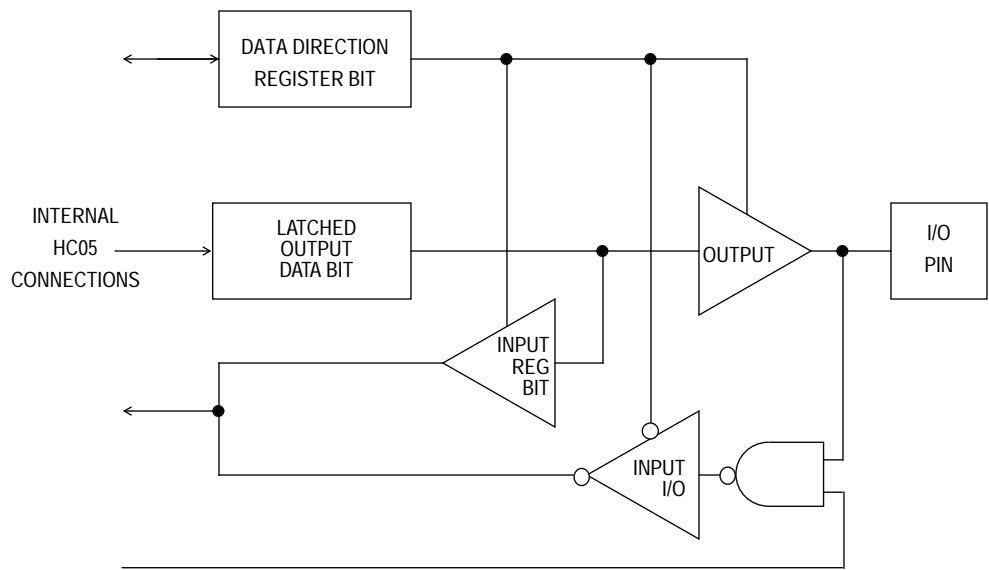 DATA DIRECTION
REGISTER BIT
INTERNAL
HC05
CONNECTIONS
LATCHED
OUTPUT
DATA BIT
OUTPUT
I/O
PIN
INPUT
REG
BIT
INPUT
I/O